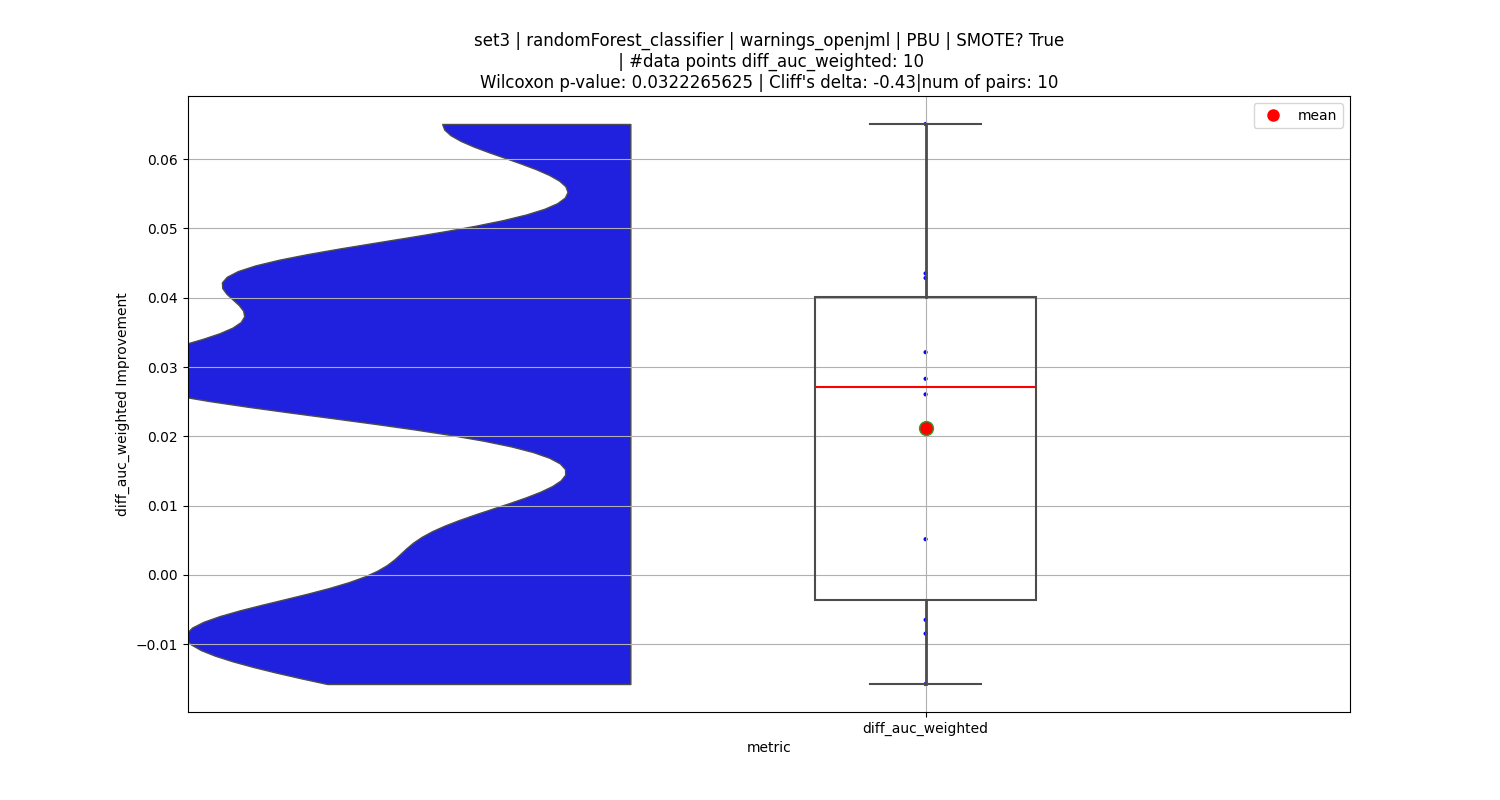 set3 | randomForest_classifier | warnings_openjml | PBU | SMOTE? True
| #data points diff_auc_weighted: 10
Wilcoxon p-value: 0.0322265625 | Cliff's delta: -0.43|num of pairs: 10
mean
0.06
0.05
0.04
0.03
0.02
0.01
0.00
−0.01
diff_auc_weighted Improvement
diff_auc_weighted
metric